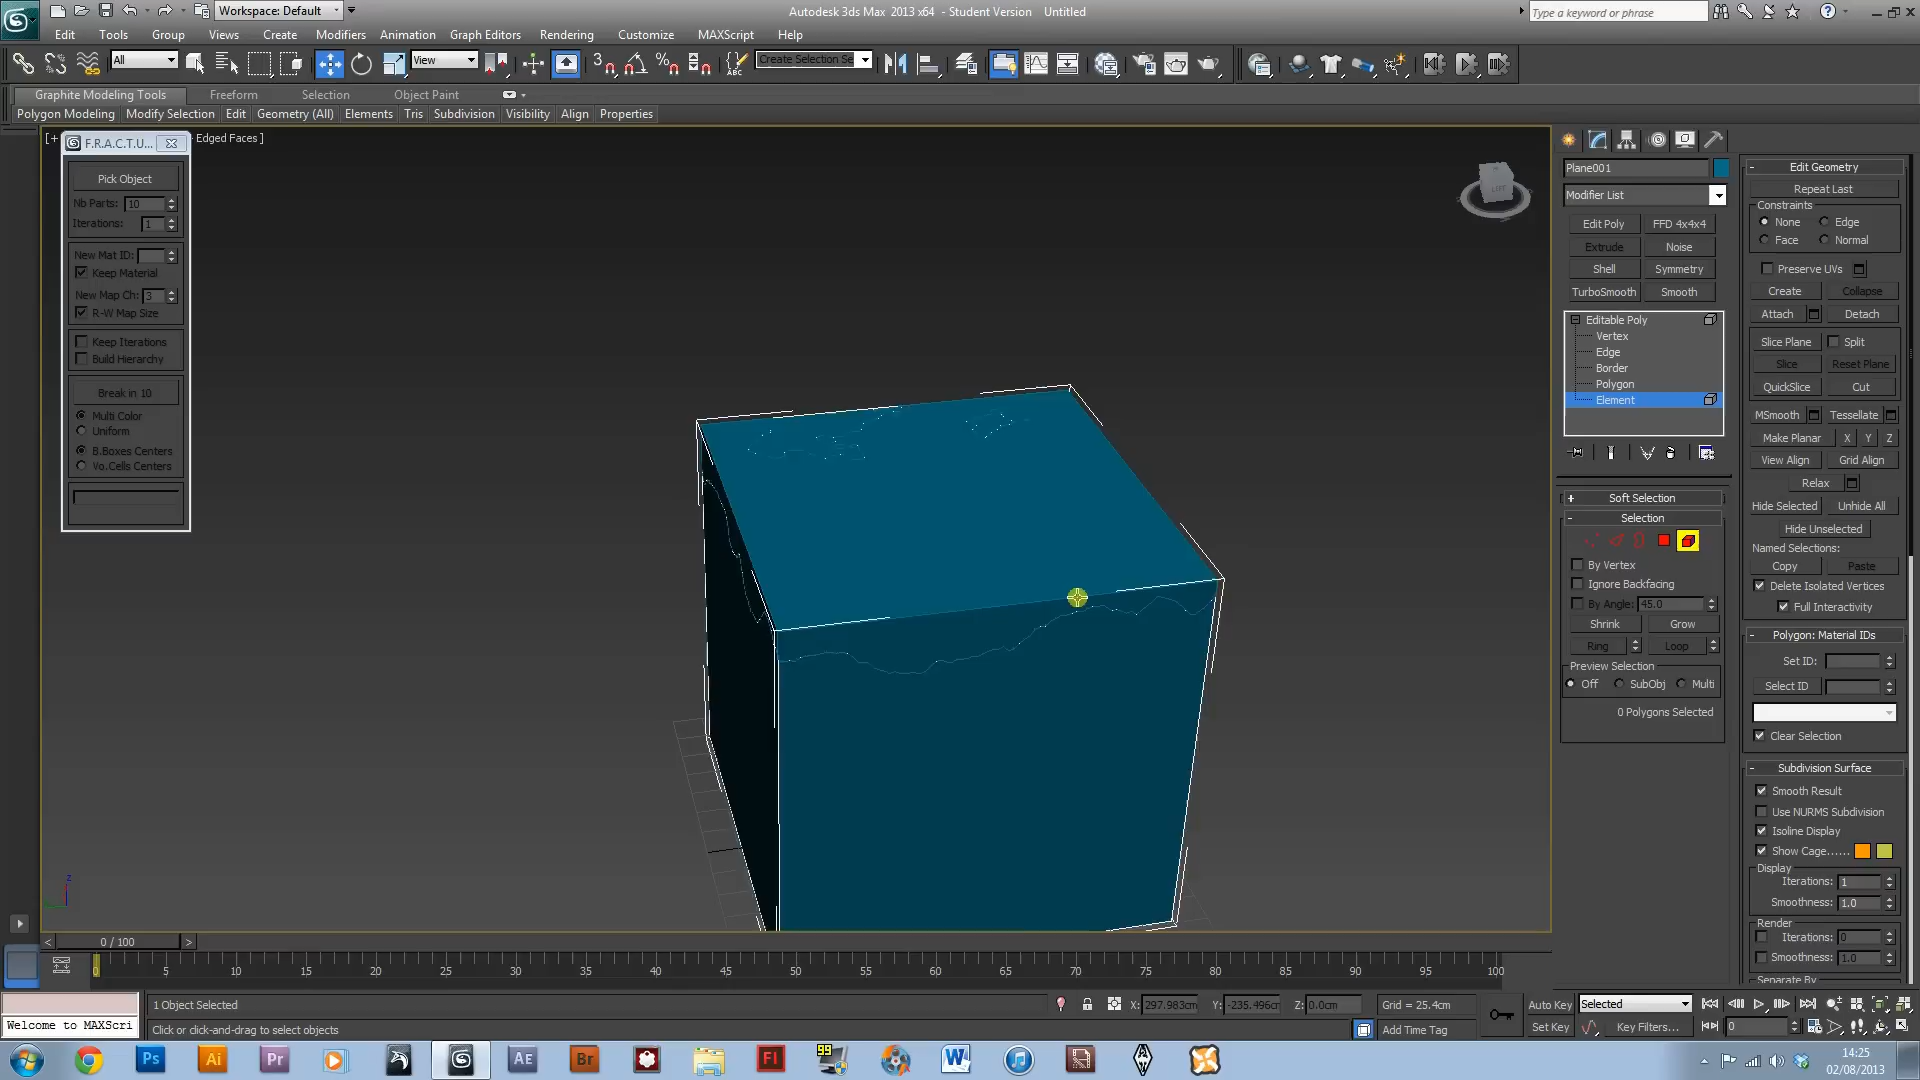 Workspace: Default
Autodesk 3ds Max 2013 x64 - Student Version Untitled
Type a keyword or phrase
Edit Tools Group Views Create Modifiers Animation Graph Editors Rendering Customize MAXScript Help
All
View
Create Selection Se
Graphite Modeling Tools Freeform Selection Object Paint
Polygon Modeling Modify Selection Edit Geometry (All) Elements Tris Subdivision Visibility Align Properties
[+
Edged Faces ]
F.R.A.C.T.U...
Pick Object
Nb Parts: 10
Iterations: 1
New Mat ID:
Keep Material
New Map Ch: 3
R-W Map Size
Keep Iterations
Build Hierarchy
Break in 10
Multi Color
Uniform
B.Boxes Centers
Vo.Cells Centers
LEFT
z
Plane001
Modifier List
Edit Poly FFD 4x4x4
Extrude Noise
Shell Symmetry
TurboSmooth Smooth
Editable Poly
Vertex
Edge
Border
Polygon
Element
+ Soft Selection
- Selection
By Vertex
Ignore Backfacing
By Angle: 45.0
Shrink Grow
Ring Loop
Preview Selection
Off SubObj Multi
0 Polygons Selected
- Edit Geometry
Repeat Last
Constraints
None Edge
Face Normal
Preserve UVs
Create Collapse
Attach Detach
Slice Plane Split
Slice Reset Plane
QuickSlice Cut
MSmooth Tessellate
Make Planar X Y Z
View Align Grid Align
Relax
Hide Selected Unhide All
Hide Unselected
Named Selections:
Copy Paste
Delete Isolated Vertices
Full Interactivity
- Polygon: Material IDs
Set ID:
Select ID
Clear Selection
- Subdivision Surface
Smooth Result
Use NURMS Subdivision
Isoline Display
Show Cage......
Display
Iterations: 1
Smoothness: 1.0
Render
Iterations: 0
Smoothness: 1.0
Separate By
< 0 / 100 >
0 5 10 15 20 25 30 35 40 45 50 55 60 65 70 75 80 85 90 95 100
1 Object Selected
X: 297.983cm Y: -235.496cm Z: 0.0cm Grid = 25.4cm
Auto Key Selected
Welcome to MAXScri
Click or click-and-drag to select objects
Add Time Tag
Set Key Key Filters... 0
Ps Ai Pr AE Br Fl 99 W
14:25
02/08/2013